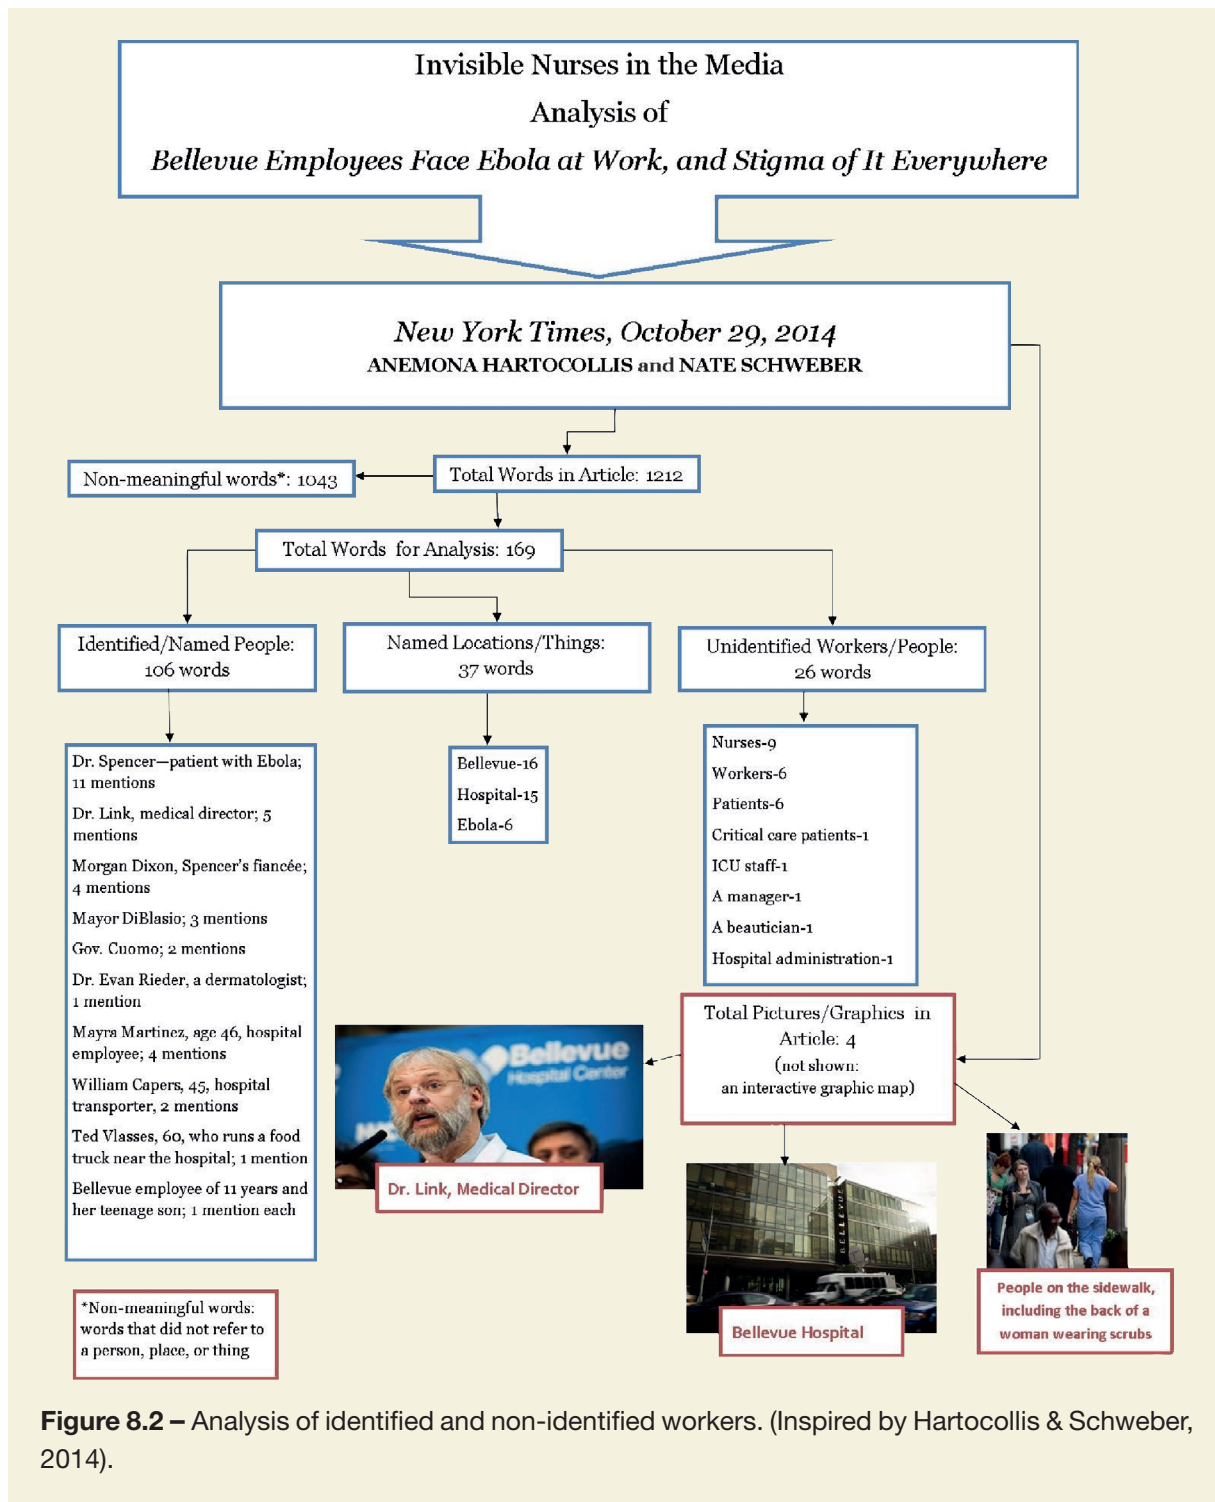 Invisible Nurses in the Media
Analysis of
Bellevue Employees Face Ebola at Work, and Stigma of It Everywhere
New York Times, October 29, 2014
ANEMONA HARTOCOLLIS and NATE SCHWEBER
Non-meaningful words*: 1043
Total Words in Article: 1212
Total Words for Analysis: 169
Identified/Named People:
106 words
Named Locations/Things:
37 words
Unidentified Workers/People:
26 words
Dr. Spencer—patient with Ebola;
11 mentions
Dr. Link, medical director; 5
mentions
Morgan Dixon, Spencer's fiancée;
4 mentions
Mayor DiBlasio; 3 mentions
Gov. Cuomo; 2 mentions
Dr. Evan Rieder, a dermatologist;
1 mention
Mayra Martinez, age 46, hospital
employee; 4 mentions
William Capers, 45, hospital
transporter, 2 mentions
Ted Vlasses, 60, who runs a food
truck near the hospital; 1 mention
Bellevue employee of 11 years and
her teenage son; 1 mention each
Bellevue-16
Hospital-15
Ebola-6
Nurses-9
Workers-6
Patients-6
Critical care patients-1
ICU staff-1
A manager-1
A beautician-1
Hospital administration-1
Total Pictures/Graphics in
Article: 4
(not shown:
an interactive graphic map)
Bellevue
Hospital Center
Dr. Link, Medical Director
BELLEVUE
Bellevue Hospital
People on the sidewalk,
including the back of a
woman wearing scrubs
*Non-meaningful words:
words that did not refer to
a person, place, or thing
Figure 8.2 – Analysis of identified and non-identified workers. (Inspired by Hartocollis & Schweber,
2014).